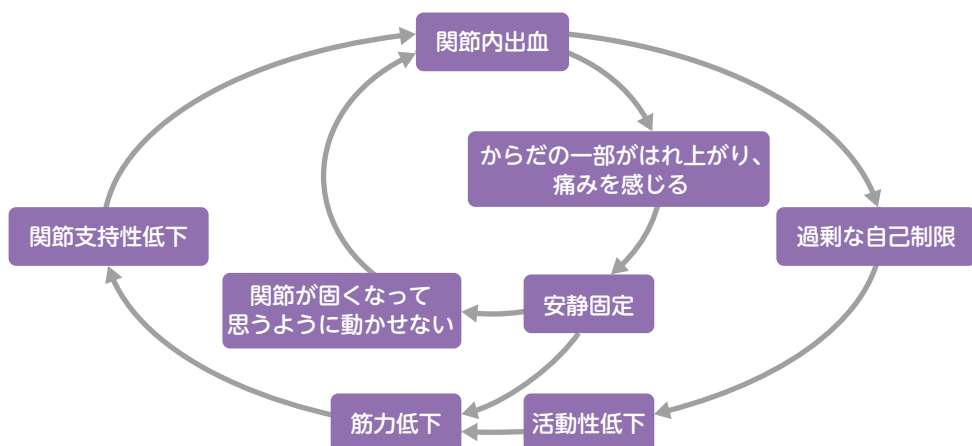 関節内出血
からだの一部がはれ上がり、
痛みを感じる
関節支持性低下
過剰な自己制限
関節が固くなって
思うように動かせない
安静固定
筋力低下
活動性低下